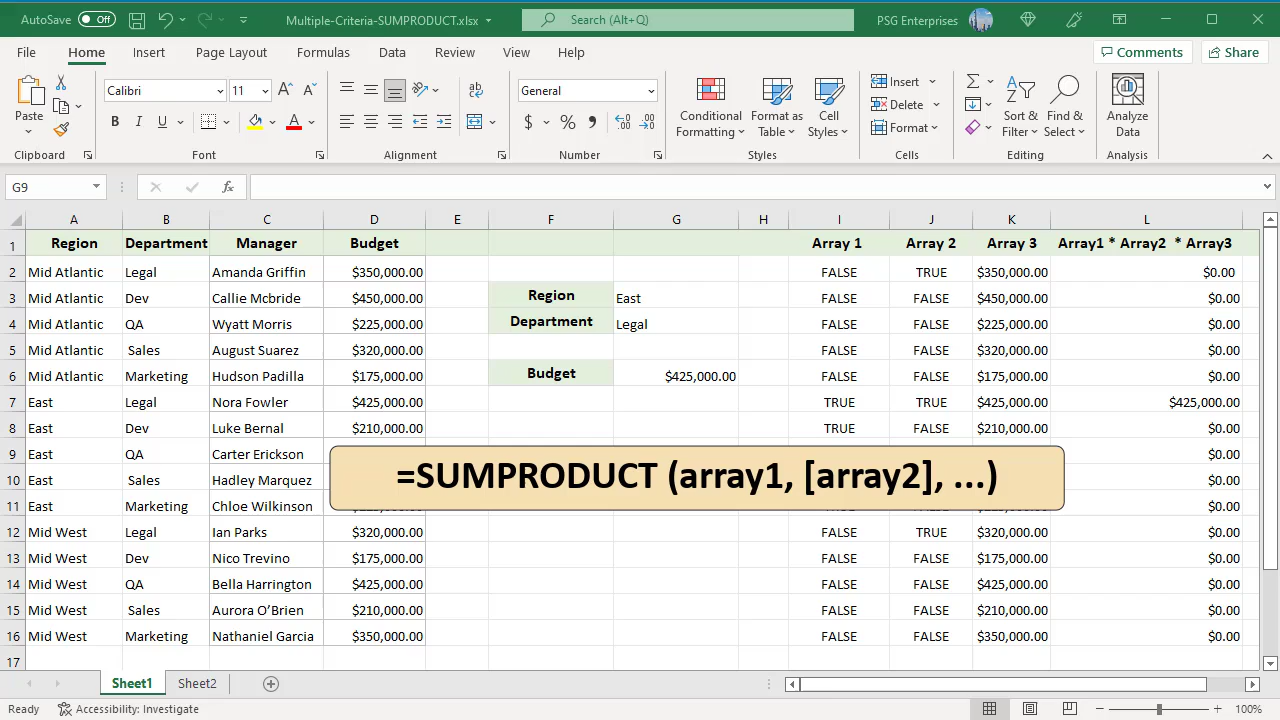 AutoSave Off Multiple-Criteria-SUMPRODUCT.xlsx Search (Alt+Q) PSG Enterprises
File Home Insert Page Layout Formulas Data Review View Help Comments Share
Paste Calibri 11 A A ab General Conditional Formatting Format as Table Cell Styles Insert Delete Format Sort & Filter Find & Select Analyze Data
B I U A $ % 9 .00 .00
Clipboard Font Alignment Number Styles Cells Editing Analysis
G9 fx
A B C D E F G H I J K L
1 Region Department Manager Budget Array 1 Array 2 Array 3 Array1 * Array2 * Array3
2 Mid Atlantic Legal Amanda Griffin $350,000.00 FALSE TRUE $350,000.00 $0.00
3 Mid Atlantic Dev Callie Mcbride $450,000.00 Region East FALSE FALSE $450,000.00 $0.00
4 Mid Atlantic QA Wyatt Morris $225,000.00 Department Legal FALSE FALSE $225,000.00 $0.00
5 Mid Atlantic Sales August Suarez $320,000.00 FALSE FALSE $320,000.00 $0.00
6 Mid Atlantic Marketing Hudson Padilla $175,000.00 Budget $425,000.00 FALSE FALSE $175,000.00 $0.00
7 East Legal Nora Fowler $425,000.00 TRUE TRUE $425,000.00 $425,000.00
8 East Dev Luke Bernal $210,000.00 TRUE FALSE $210,000.00 $0.00
9 East QA Carter Erickson $0.00
10 East Sales Hadley Marquez $0.00
=SUMPRODUCT (array1, [array2], ...)
11 East Marketing Chloe Wilkinson $0.00
12 Mid West Legal Ian Parks $320,000.00 FALSE TRUE $320,000.00 $0.00
13 Mid West Dev Nico Trevino $175,000.00 FALSE FALSE $175,000.00 $0.00
14 Mid West QA Bella Harrington $425,000.00 FALSE FALSE $425,000.00 $0.00
15 Mid West Sales Aurora O’Brien $210,000.00 FALSE FALSE $210,000.00 $0.00
16 Mid West Marketing Nathaniel Garcia $350,000.00 FALSE FALSE $350,000.00 $0.00
17
Sheet1 Sheet2
Ready Accessibility: Investigate 100%